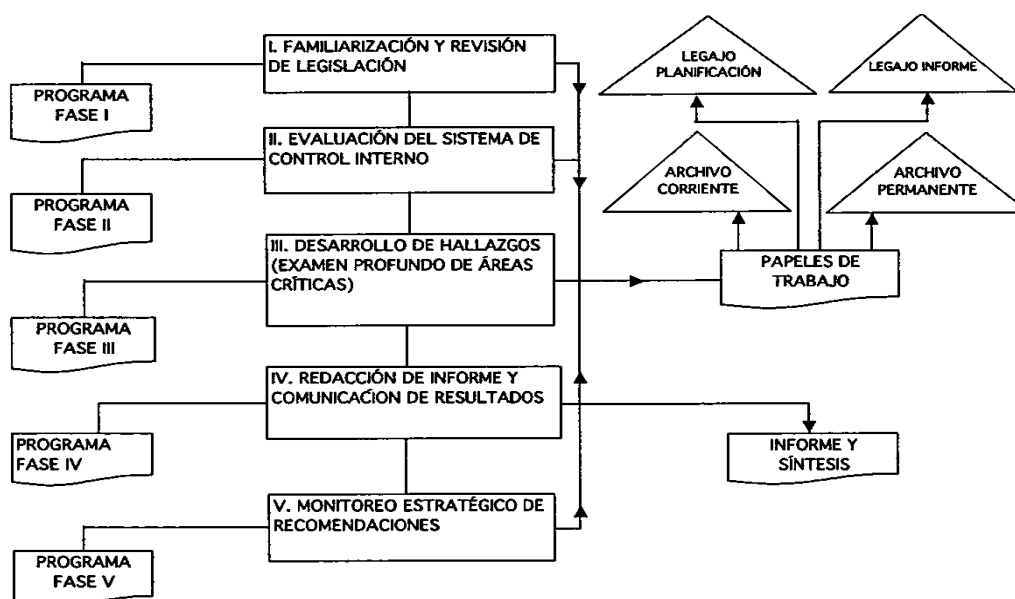 I. FAMILIARIZACIÓN Y REVISIÓN
DE LEGISLACIÓN
PROGRAMA
FASE I
II. EVALUACIÓN DEL SISTEMA DE
CONTROL INTERNO
PROGRAMA
FASE II
III. DESARROLLO DE HALLAZGOS
(EXAMEN PROFUNDO DE ÁREAS
CRÍTICAS)
PROGRAMA
FASE III
IV. REDACCIÓN DE INFORME Y
COMUNICACIÓN DE RESULTADOS
PROGRAMA
FASE IV
V. MONITOREO ESTRATÉGICO DE
RECOMENDACIONES
PROGRAMA
FASE V
LEGAJO
PLANIFICACIÓN
LEGAJO INFORME
ARCHIVO
CORRIENTE
ARCHIVO
PERMANENTE
PAPELES DE
TRABAJO
INFORME Y
SÍNTESIS